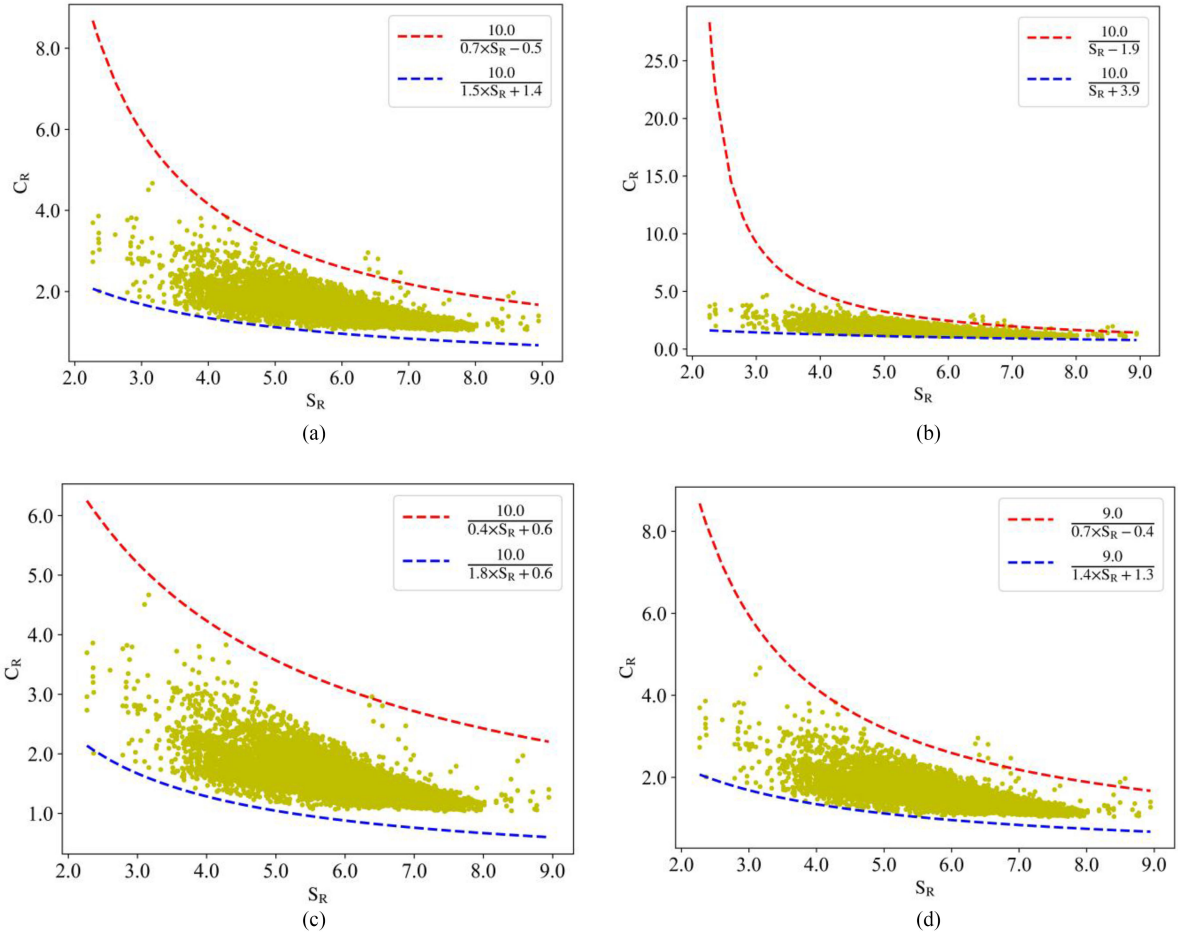 8.0
6.0
4.0
2.0
C_R
10.0
0.7×S_R − 0.5
10.0
1.5×S_R + 1.4
2.0 3.0 4.0 5.0 6.0 7.0 8.0 9.0
S_R
(a)
25.0
20.0
15.0
10.0
5.0
0.0
C_R
10.0
S_R − 1.9
10.0
S_R + 3.9
2.0 3.0 4.0 5.0 6.0 7.0 8.0 9.0
S_R
(b)
6.0
5.0
4.0
3.0
2.0
1.0
C_R
10.0
0.4×S_R + 0.6
10.0
1.8×S_R + 0.6
2.0 3.0 4.0 5.0 6.0 7.0 8.0 9.0
S_R
(c)
8.0
6.0
4.0
2.0
C_R
9.0
0.7×S_R − 0.4
9.0
1.4×S_R + 1.3
2.0 3.0 4.0 5.0 6.0 7.0 8.0 9.0
S_R
(d)